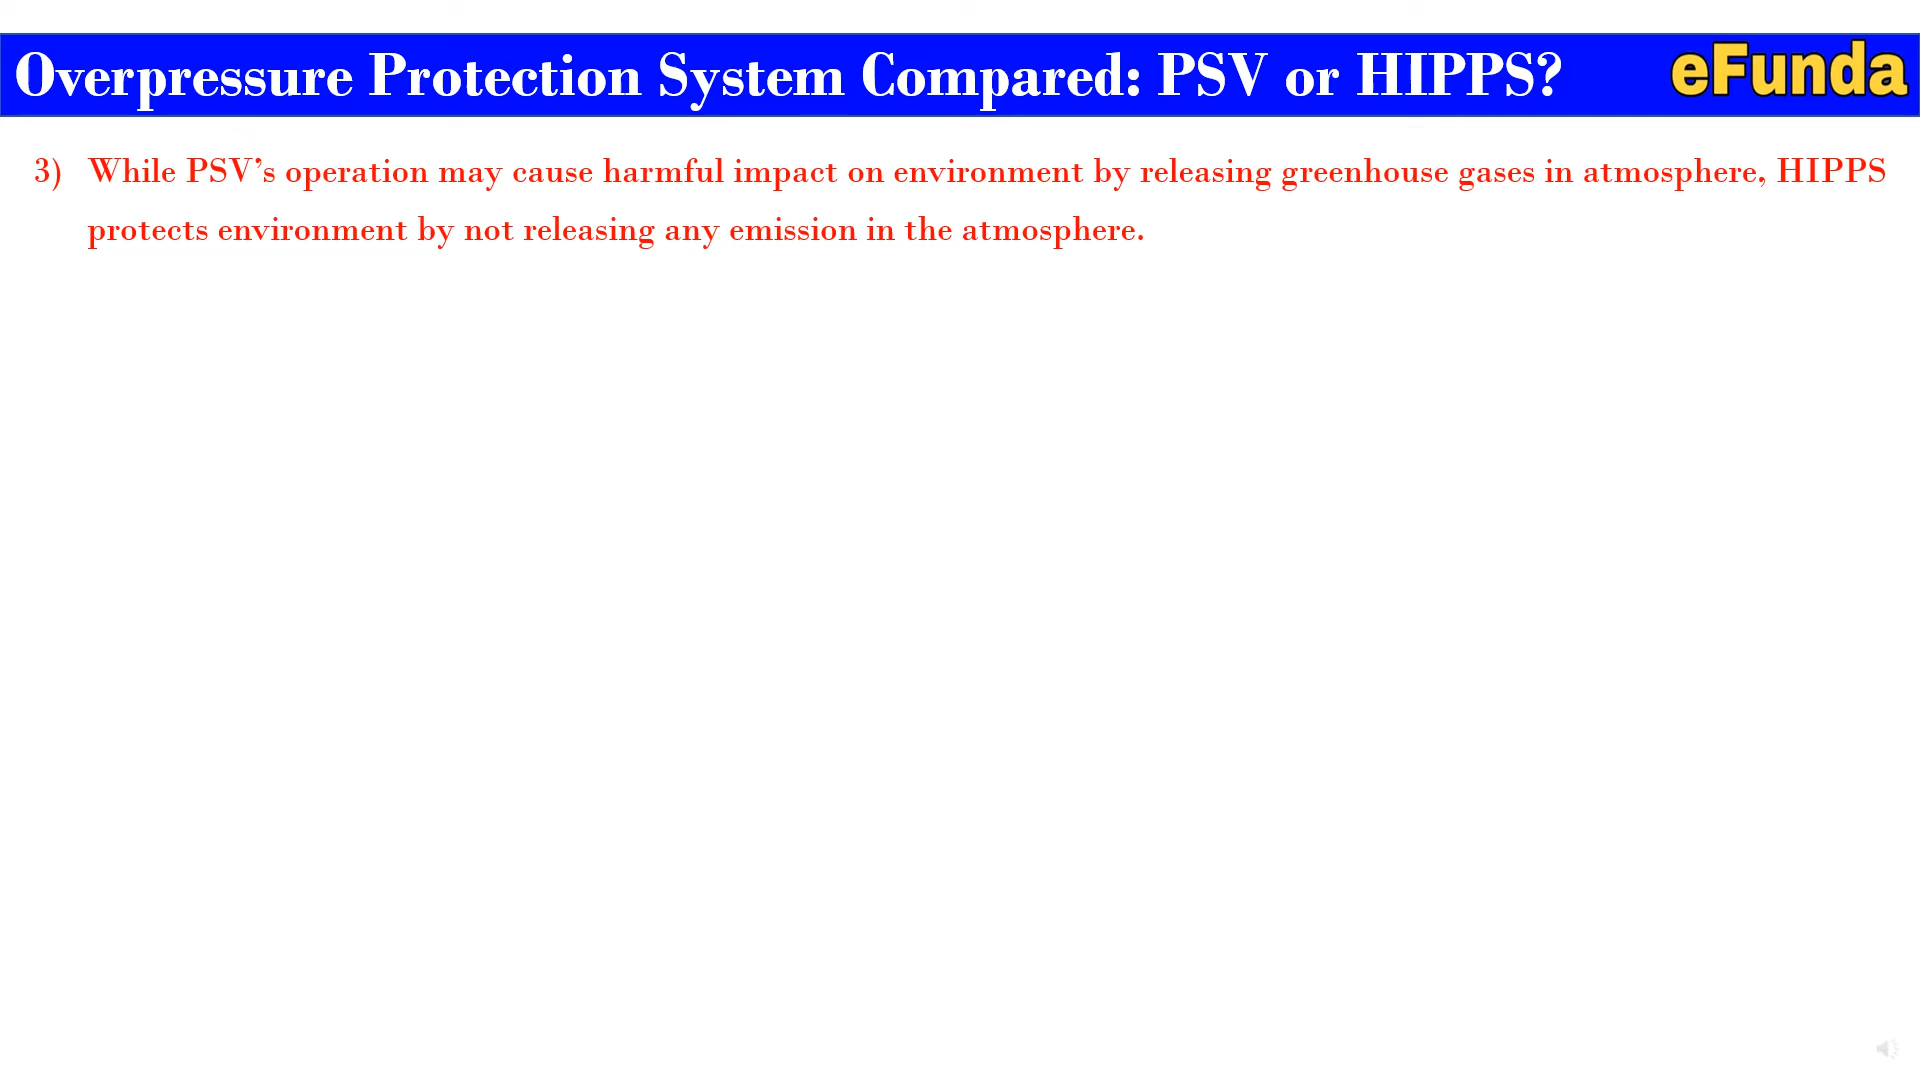 Overpressure Protection System Compared: PSV or HIPPS?
eFunda
3) While PSV’s operation may cause harmful impact on environment by releasing greenhouse gases in atmosphere, HIPPS
protects environment by not releasing any emission in the atmosphere.